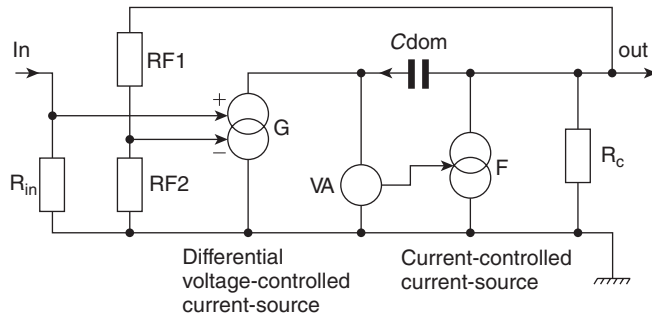 In
RF1
Cdom
out
+
G
−
R_in
RF2
VA
F
R_c
Differential
voltage-controlled
current-source
Current-controlled
current-source